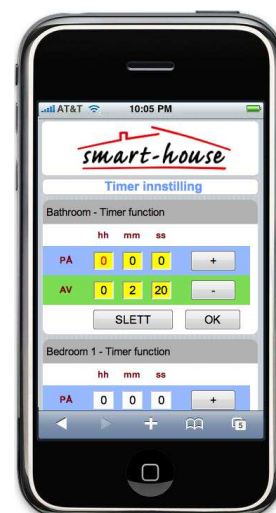 AT&T 10:05 PM
smart-house
Timer innstilling
Bathroom - Timer function
hh mm ss
PÅ 0 0 0 +
AV 0 2 20 -
SLETT OK
Bedroom 1 - Timer function
hh mm ss
PÅ 0 0 0 +
5